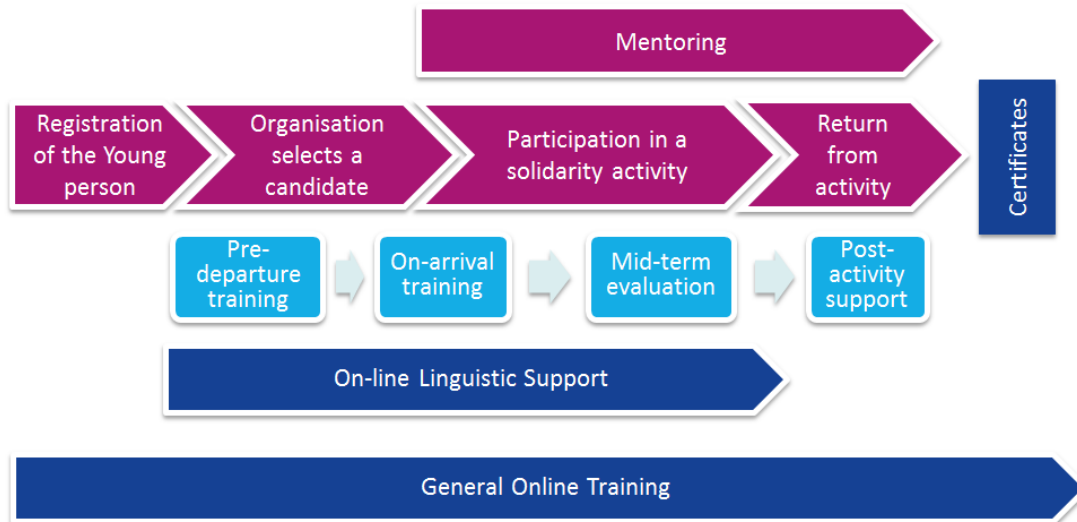 Mentoring
Registration
of the Young
person
Organisation
selects a
candidate
Participation in a
solidarity activity
Return
from
activity
Certificates
Pre-
departure
training
On-arrival
training
Mid-term
evaluation
Post-
activity
support
On-line Linguistic Support
General Online Training